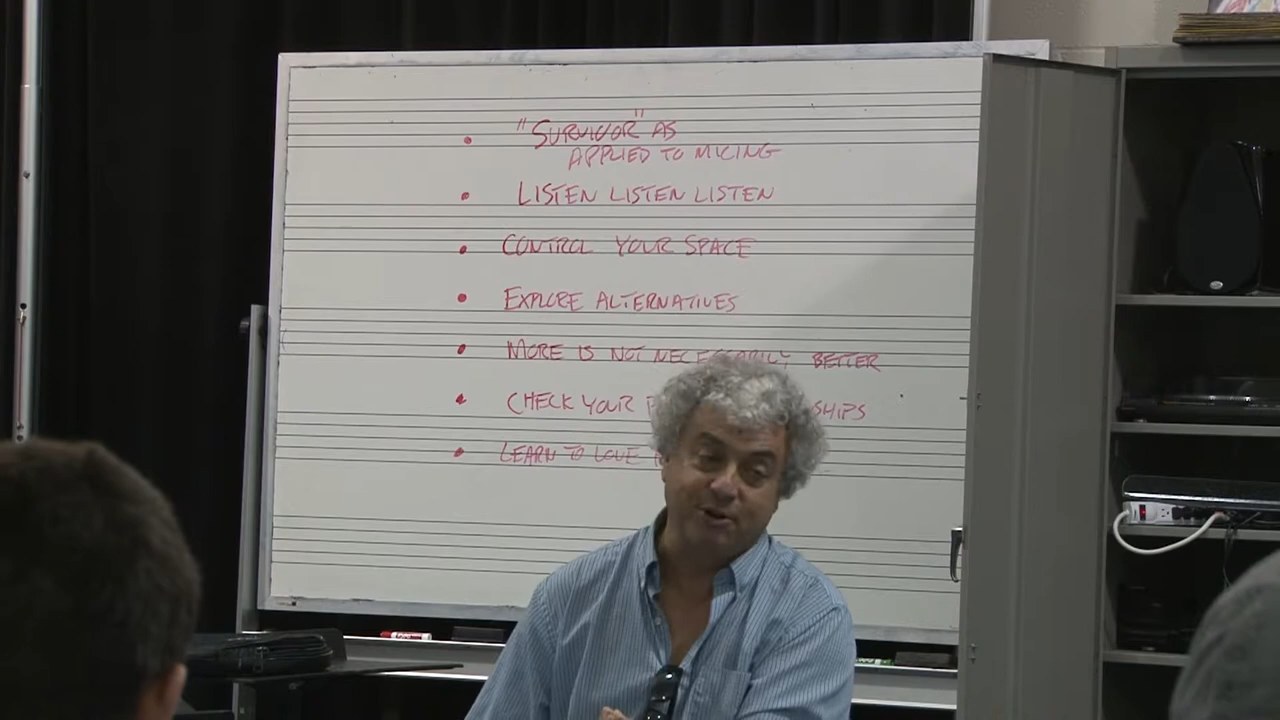 • "SURVIVOR" AS
APPLIED TO MICING
• LISTEN LISTEN LISTEN
• CONTROL YOUR SPACE
• EXPLORE ALTERNATIVES
• MORE IS NOT NECESSARILY BETTER
• CHECK YOUR
• LEARN TO LOVE